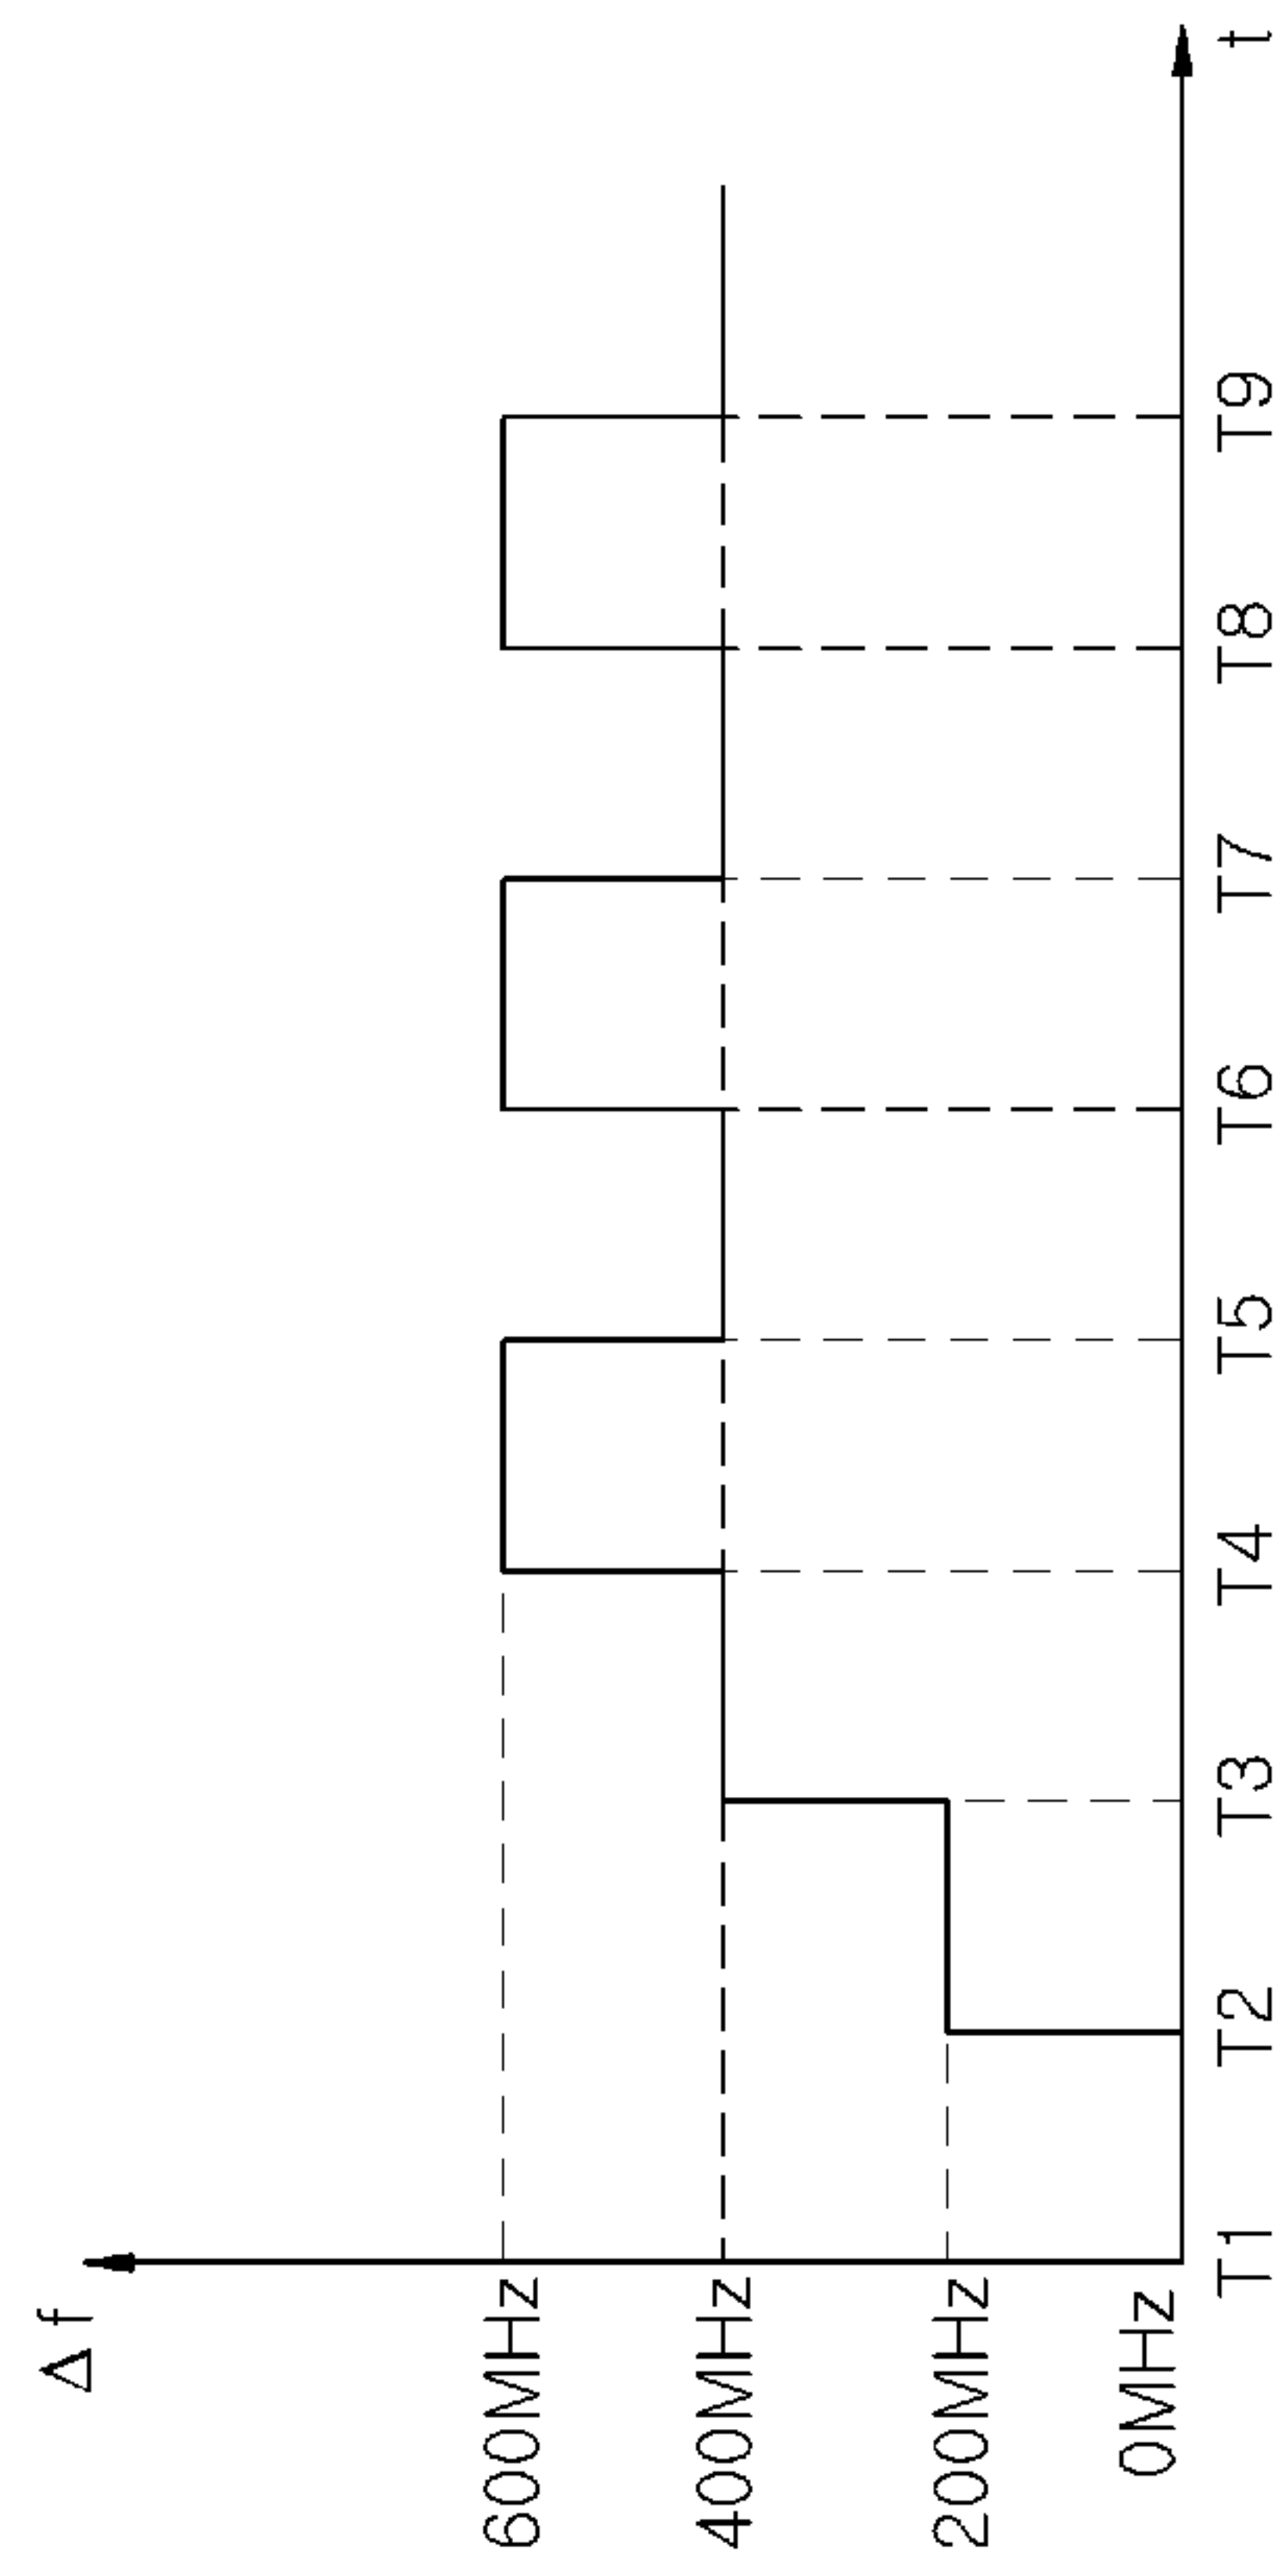 Δf
600MHz
400MHz
200MHz
0MHz
T1 T2 T3 T4 T5 T6 T7 T8 T9 t